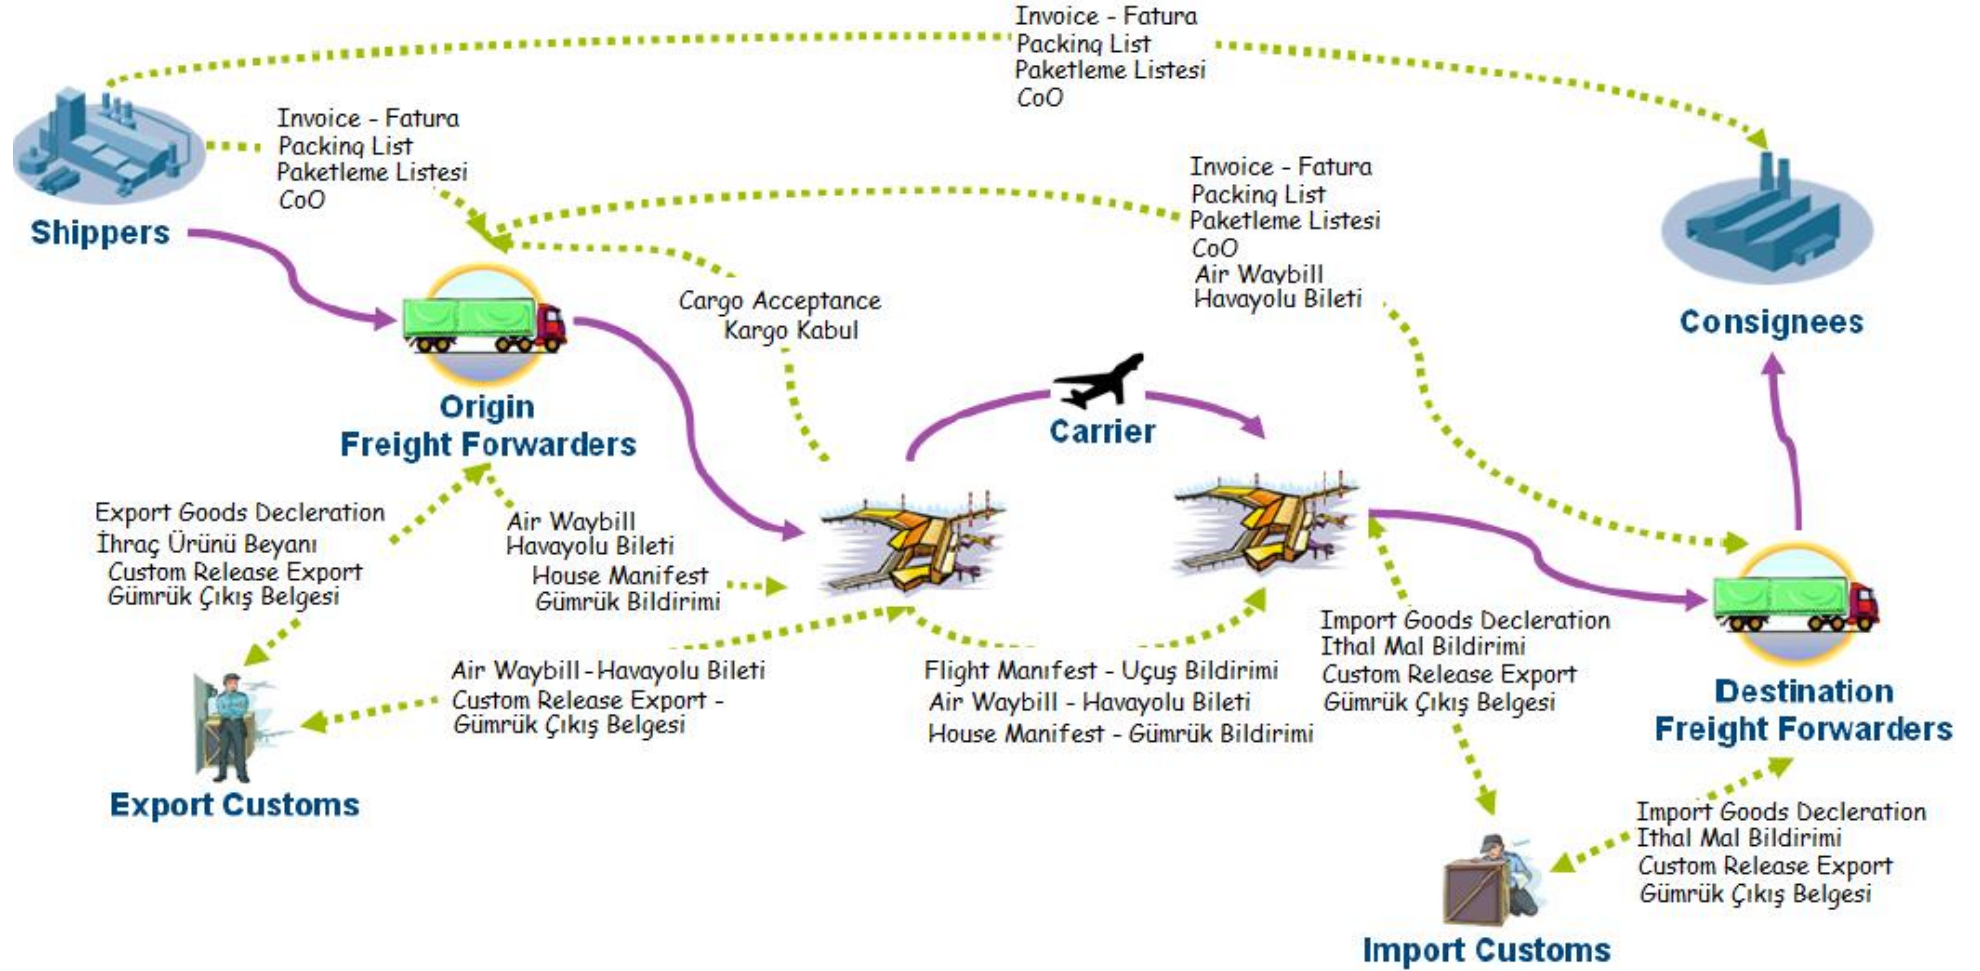 Invoice - Fatura
Packing List
Paketleme Listesi
CoO
Invoice - Fatura
Packing List
Paketleme Listesi
CoO
Shippers
Invoice - Fatura
Packing List
Paketleme Listesi
CoO
Air Waybill
Havayolu Bileti
Cargo Acceptance
Kargo Kabul
Consignees
Origin
Freight Forwarders
Carrier
Export Goods Decleration
İhraç Ürünü Beyanı
Custom Release Export
Gümrük Çıkış Belgesi
Air Waybill
Havayolu Bileti
House Manifest
Gümrük Bildirimi
Air Waybill - Havayolu Bileti
Custom Release Export -
Gümrük Çıkış Belgesi
Flight Manıfest - Uçuş Bildirimi
Air Waybill - Havayolu Bileti
House Manifest - Gümrük Bildirimi
Import Goods Decleration
Ithal Mal Bildirimi
Custom Release Export
Gümrük Çıkış Belgesi
Destination
Freight Forwarders
Export Customs
Import Goods Decleration
Ithal Mal Bildirimi
Custom Release Export
Gümrük Çıkış Belgesi
Import Customs